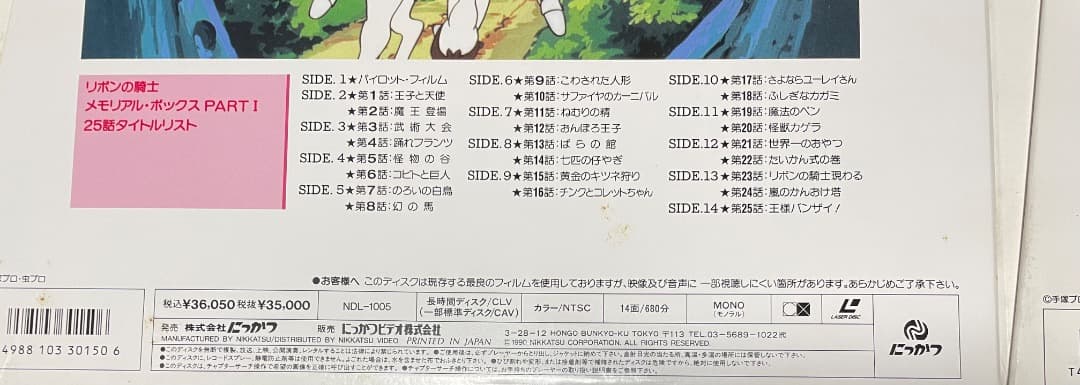 リボンの騎士
メモリアル・ボックス PART I
25話タイトルリスト
SIDE. 1★パイロット・フィルム
SIDE. 2★第1話:王子と天使
★第2話:魔王登場
SIDE. 3★第3話:武術大会
★第4話:踊れフランツ
SIDE. 4★第5話:怪物の谷
★第6話:コビトと巨人
SIDE. 5★第7話:のろいの白鳥
★第8話:幻の馬
SIDE. 6★第9話:こわされた人形
★第10話:サファイヤのカーニバル
SIDE. 7★第11話:ねむりの精
★第12話:おんぼろ王子
SIDE. 8★第13話:ばらの館
★第14話:七匹の仔やぎ
SIDE. 9★第15話:黄金のキツネ狩り
★第16話:チンクとコレットちゃん
SIDE.10★第17話:さよならユーレイさん
★第18話:ふしぎなカガミ
SIDE.11★第19話:魔法のペン
★第20話:怪獣カゲラ
SIDE.12★第21話:世界一のおやつ
★第22話:たいかん式の巻
SIDE.13★第23話:リボンの騎士現わる
★第24話:嵐のかんおけ塔
SIDE.14★第25話:王様バンザイ!
プロ・虫プロ
●お客様へ このディスクは現存する最良のフィルムを使用しておりますが、映像及び音声に一部視聴しにくい箇所があります。あらかじめご了承下さい。
©手塚プロ
税込¥36,050税抜¥35,000
NDL-1005
長時間ディスク/CLV
(一部標準ディスク/CAV)
カラー/NTSC
14面/680分
MONO
(モノラル)
LASER DISC
発売 株式会社にっかつ 販売 にっかつビデオ株式会社
3-28-12 HONGO BUNKYO-KU TOKYO 〒113 TEL.03-5689-1022代
MANUFACTURED BY NIKKATSU/DISTRIBUTED BY NIKKATSU VIDEO PRINTED IN JAPAN
© 1990 NIKKATSU CORPORATION. ALL RIGHTS RESERVED.
にっかつ
4988 103 30150 6
T4